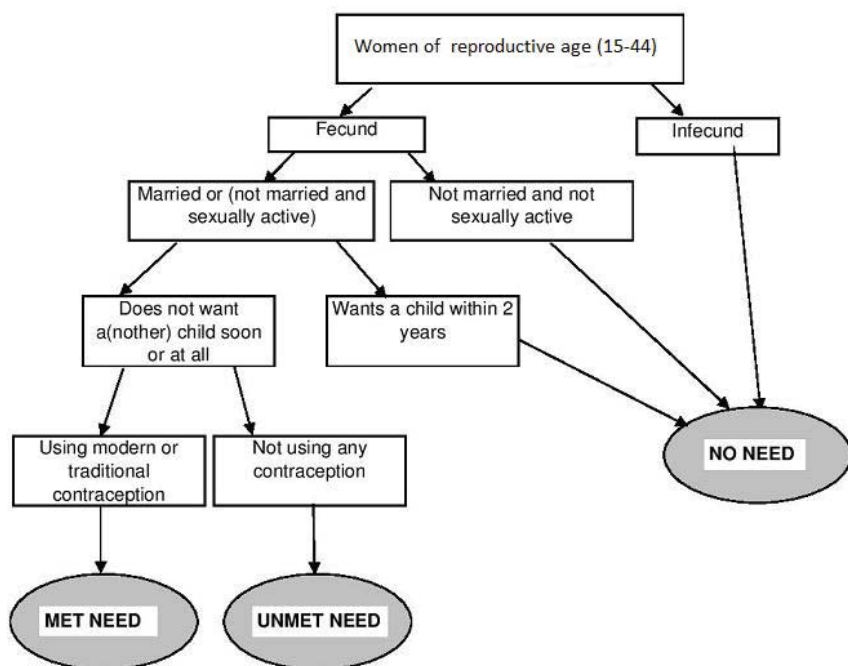 Women of reproductive age (15-44)
Fecund
Infecund
Married or (not married and
sexually active)
Not married and not
sexually active
Does not want
a(nother) child soon
or at all
Wants a child within 2
years
Using modern or
traditional
contraception
Not using any
contraception
NO NEED
MET NEED
UNMET NEED